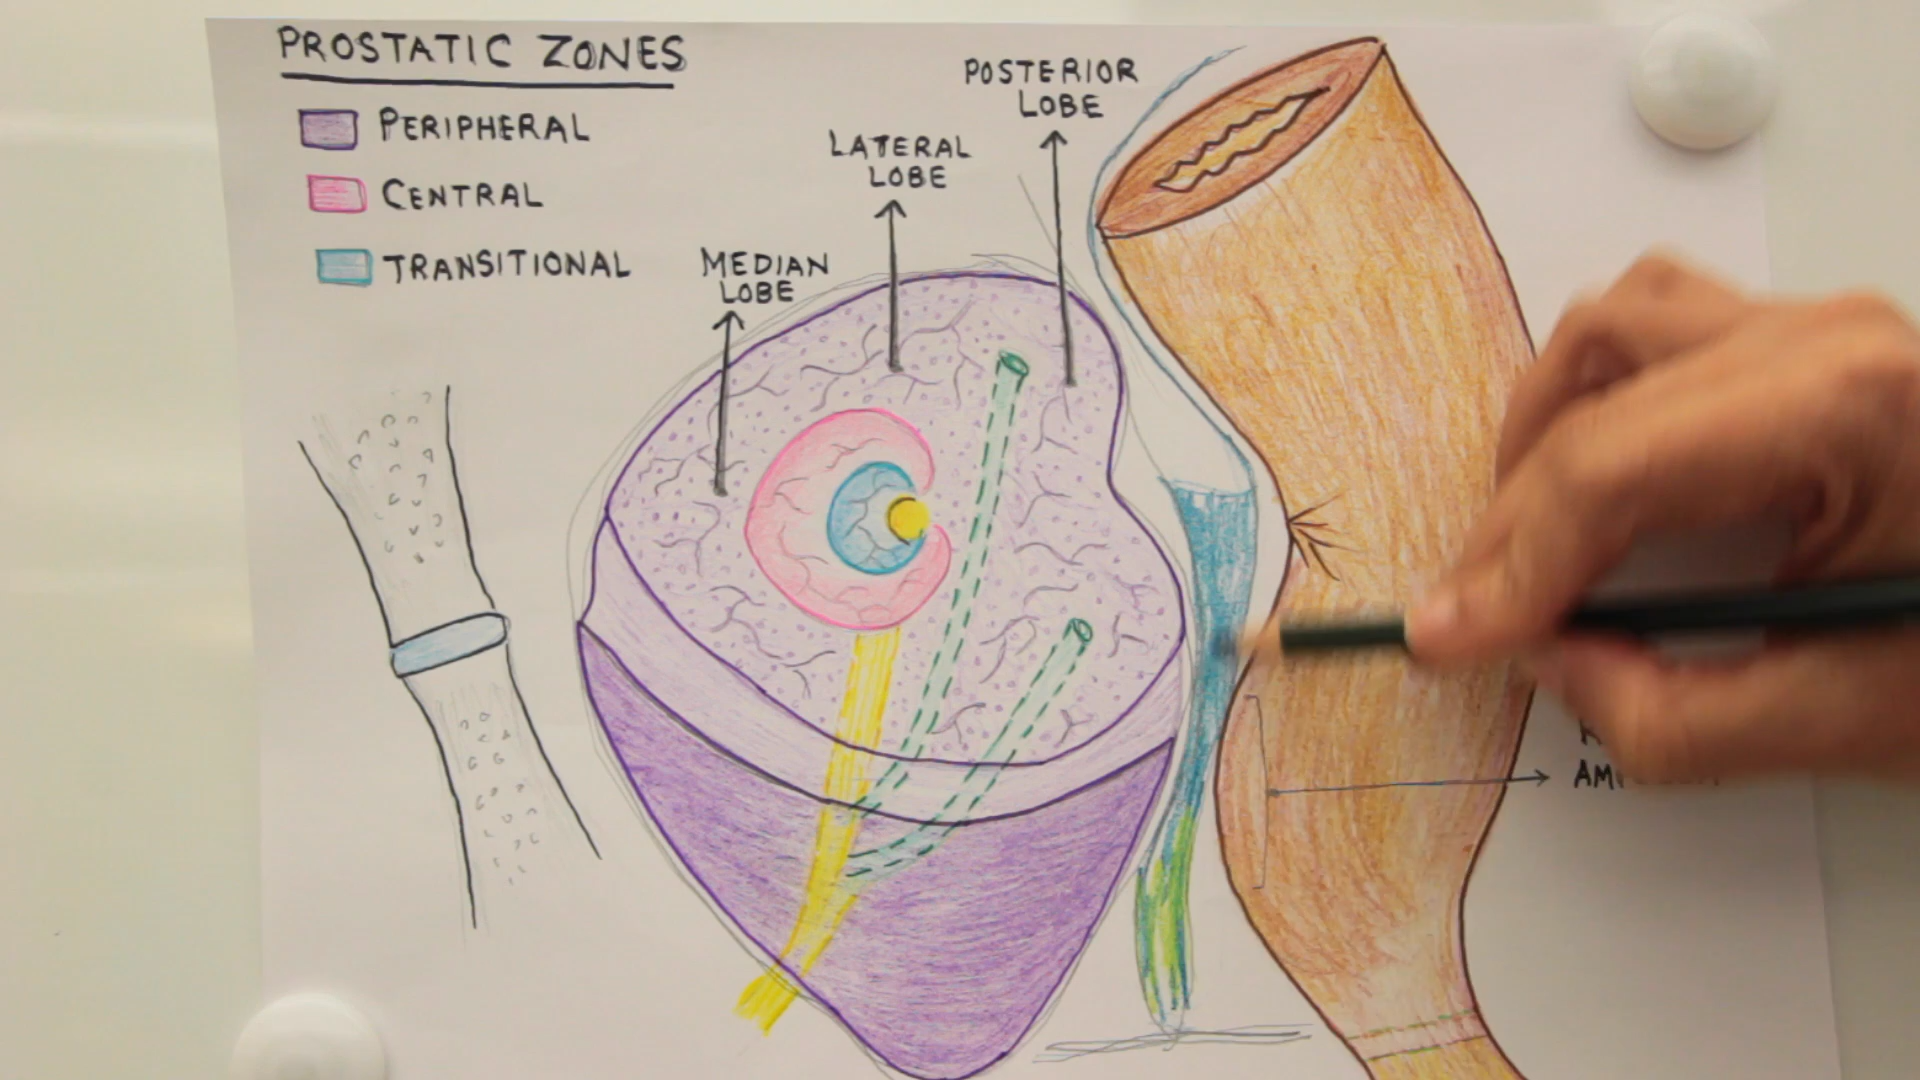 PROSTATIC ZONES
PERIPHERAL
CENTRAL
TRANSITIONAL
MEDIAN
LOBE
LATERAL
LOBE
POSTERIOR
LOBE